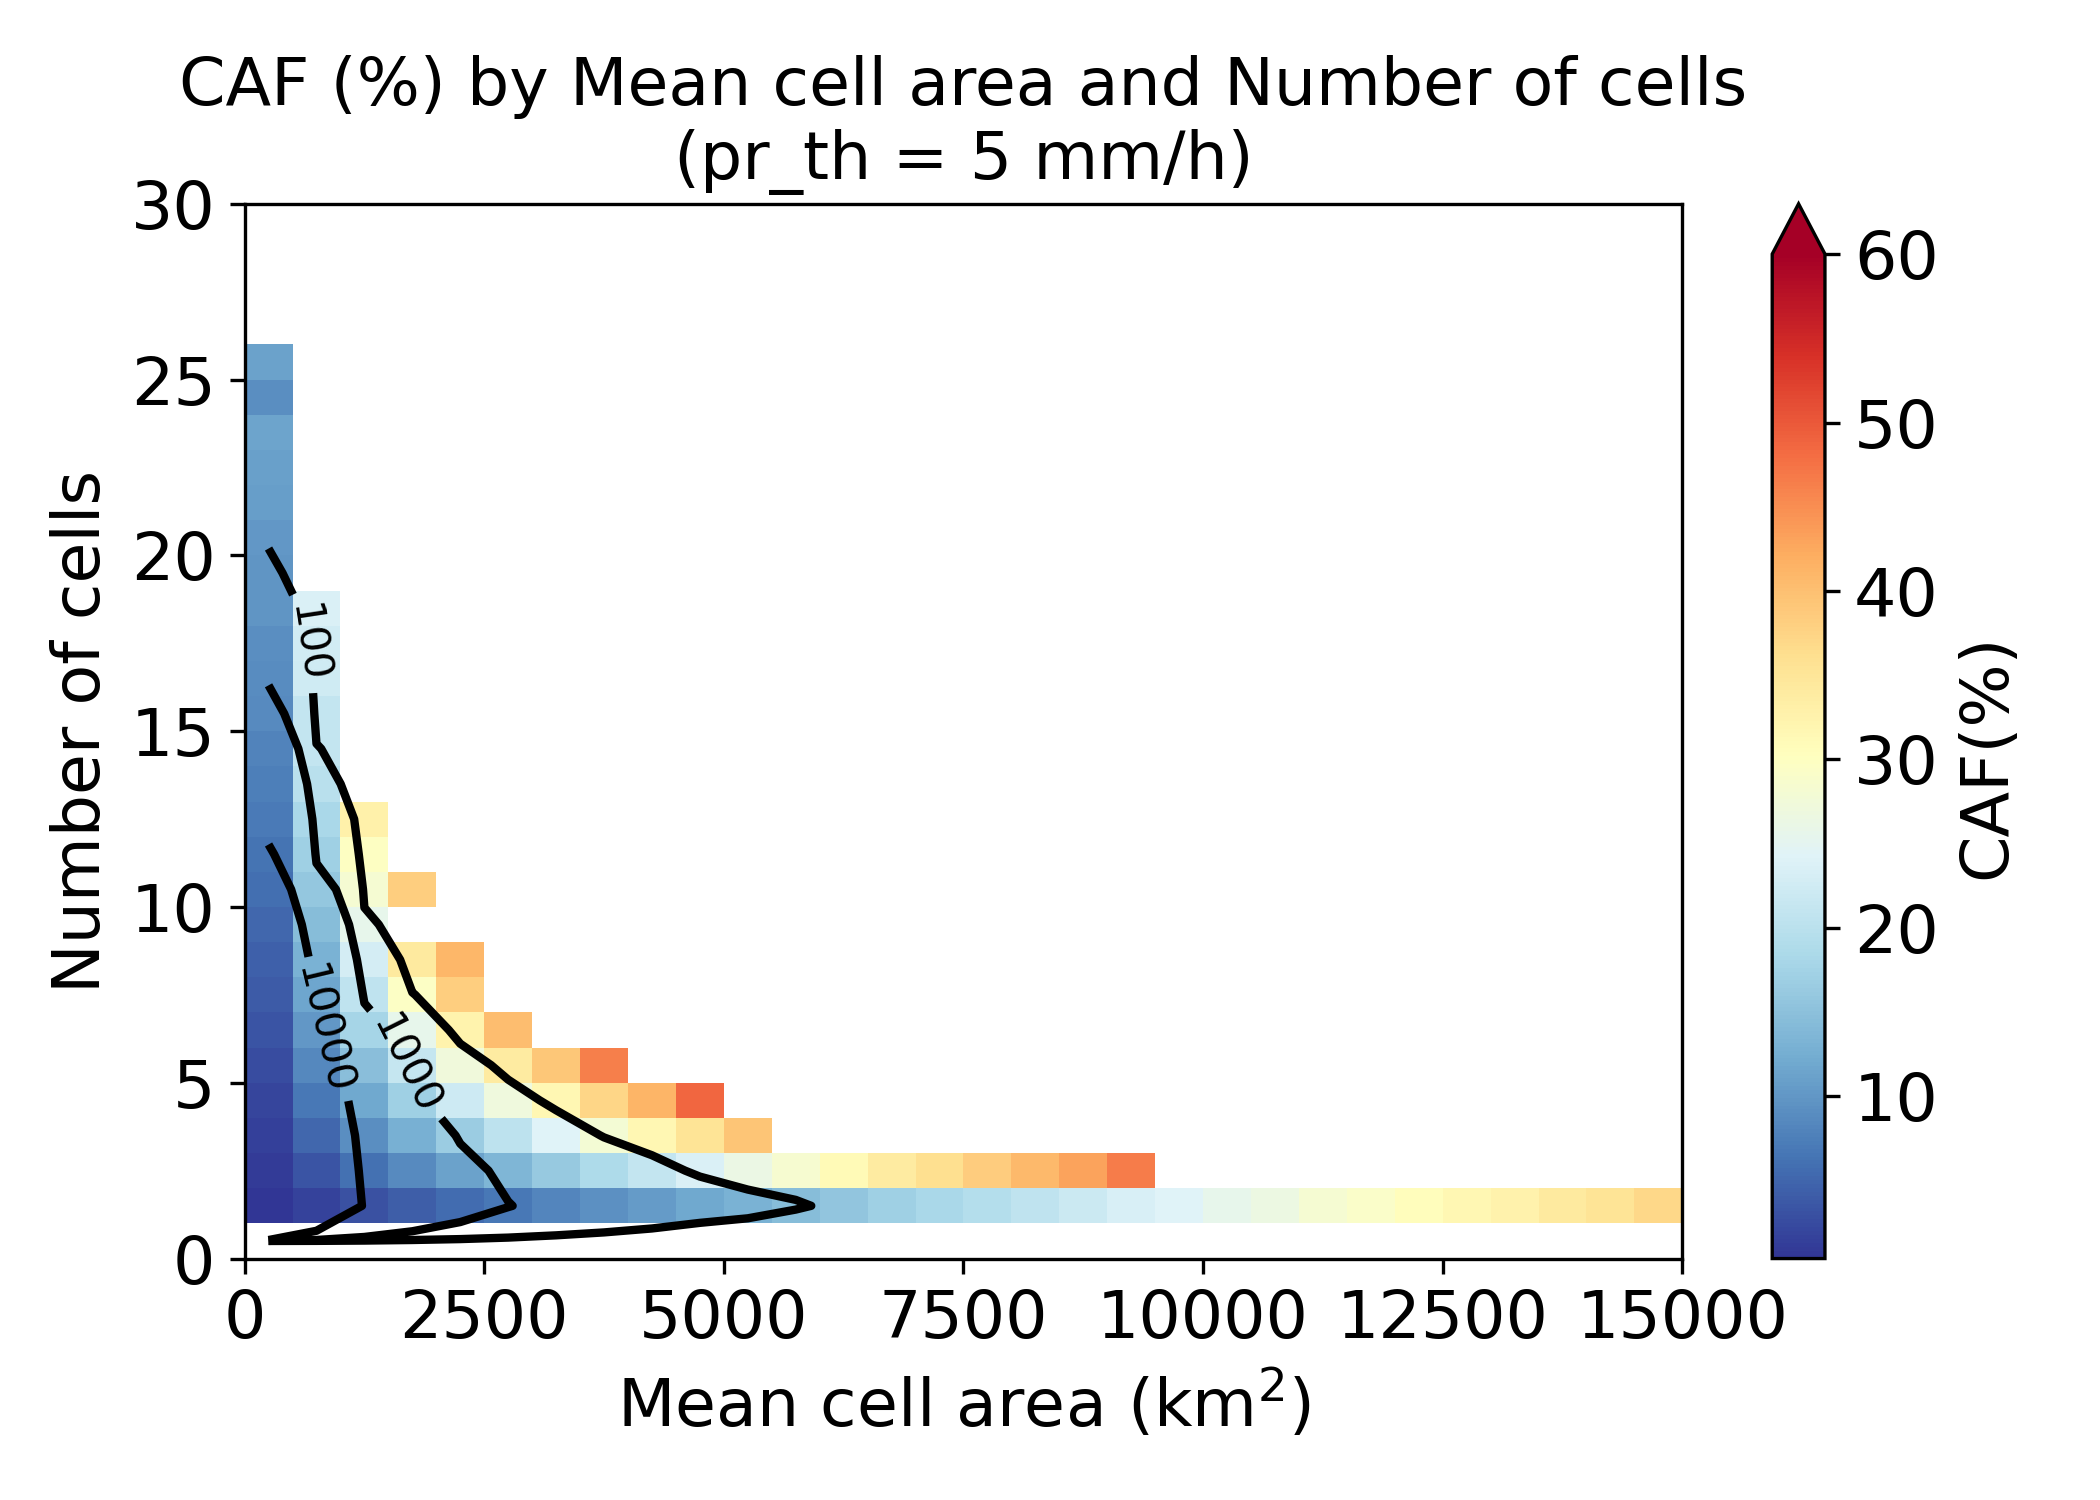 CAF (%) by Mean cell area and Number of cells
(pr_th = 5 mm/h)
30
25
20
15
10
5
0
Number of cells
100
1000
10000
0 2500 5000 7500 10000 12500 15000
Mean cell area (km²)
60
50
40
30
20
10
CAF(%)